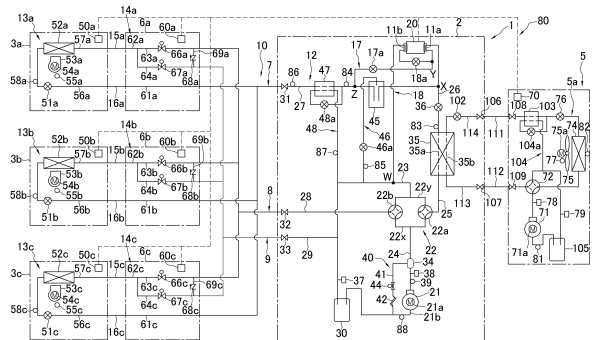 13a 52a 50a 14a 6a 60a
3a 57a 15a 62a 66a 69a
53a 63a 67a
54a 64a 68a
58a 55a
51a 16a 61a
13b 52b 50b 14b 6b 60b
3b 57b 15b 62b 66b
53b 63b 67b
54b 64b 68b
58b 55b
51b 16b 61b
13c 52c 50c 14c 6c 60c
3c 57c 15c 62c 66c
53c 63c 67c
54c 64c 68c
58c 55c
51c 16c 61c
10 7 8 9
12 17 11b 20 11a 2 1 80
86 47 84 17a 18a Y 26
31 27 Z 18 X
48a 45 36 102 106
48 46 83 114
46a 35 35a 35b
87 85 W 23 111
28 22y 112
32 22b 22a 107
22x 22 113
33 29 24 25
40 41 34
44 38 39
37 42 21 21a
30 88 21b
5 5a
70 108 103 76 74 82
104a 75a
104 77 75
109 72
78 79
71 71a
81 105